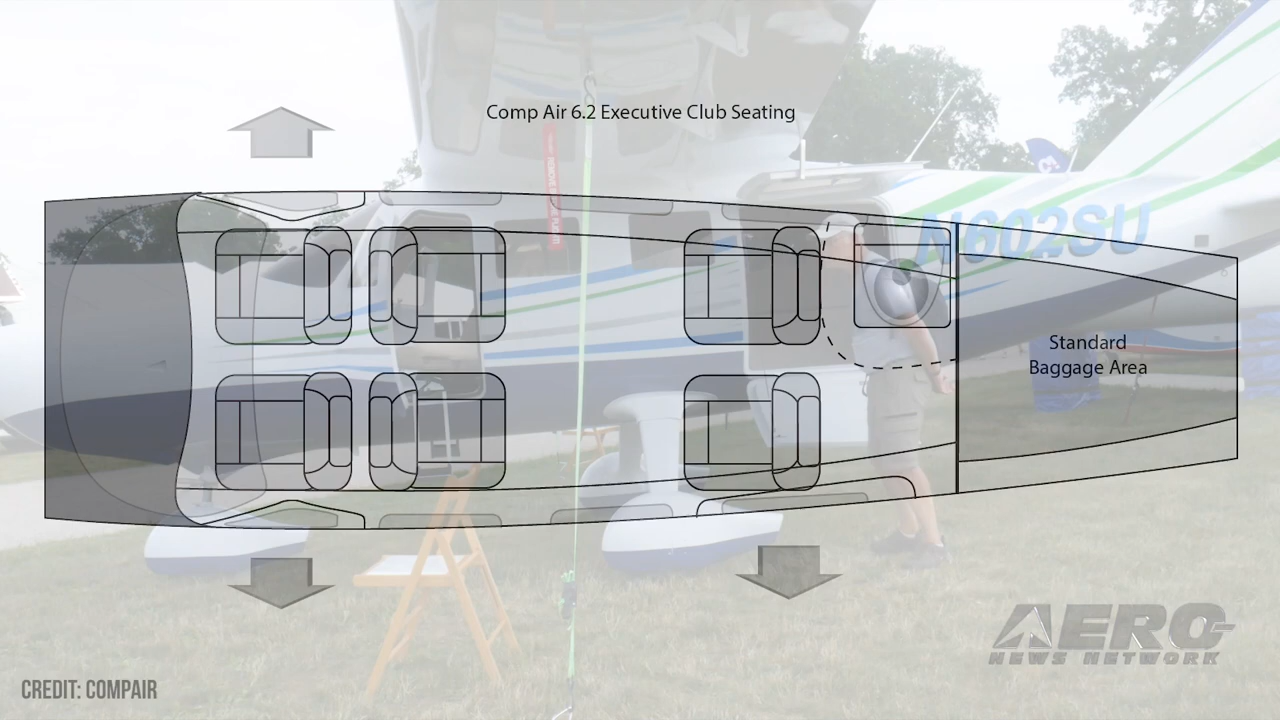 Comp Air 6.2 Executive Club Seating
N602SU
Standard
Baggage Area
AERO
NEWS NETWORK
CREDIT: COMPAIR